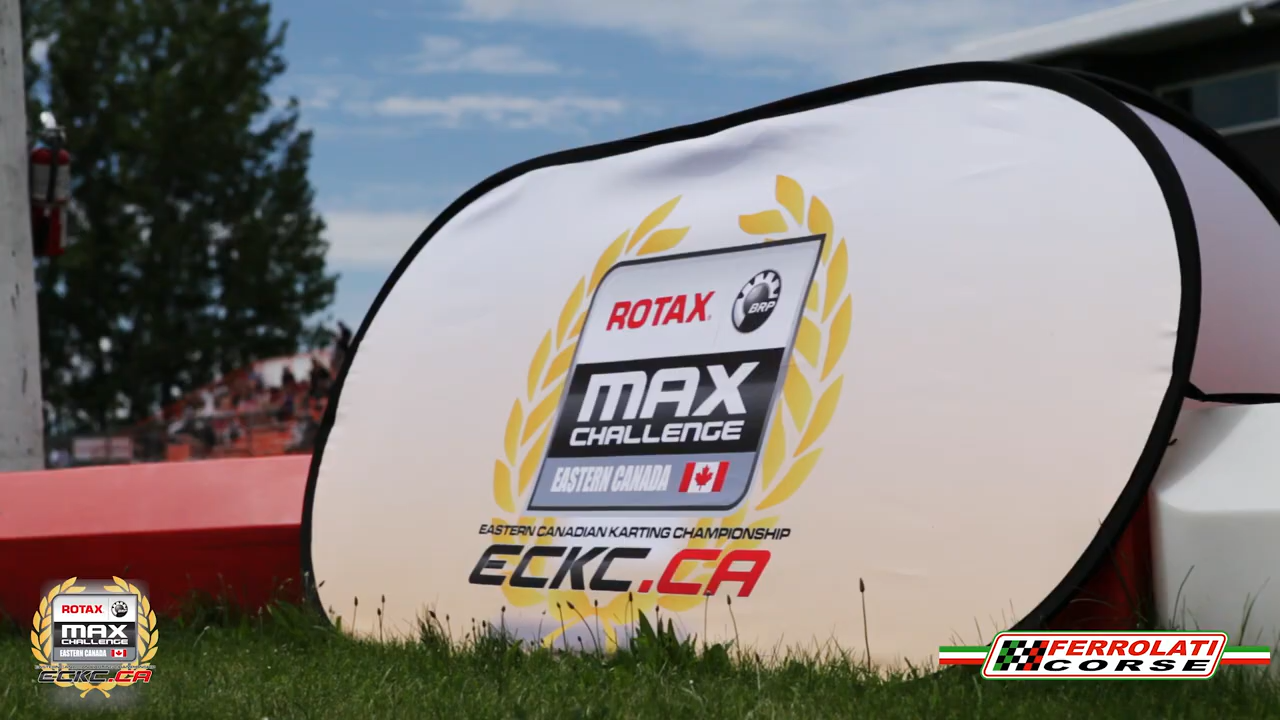 ROTAX
BRP
MAX
CHALLENGE
EASTERN CANADA
EASTERN CANADIAN KARTING CHAMPIONSHIP
ECKC.CA
ROTAX
MAX
CHALLENGE
EASTERN CANADA
ECKC.CA
FERROLATI
CORSE